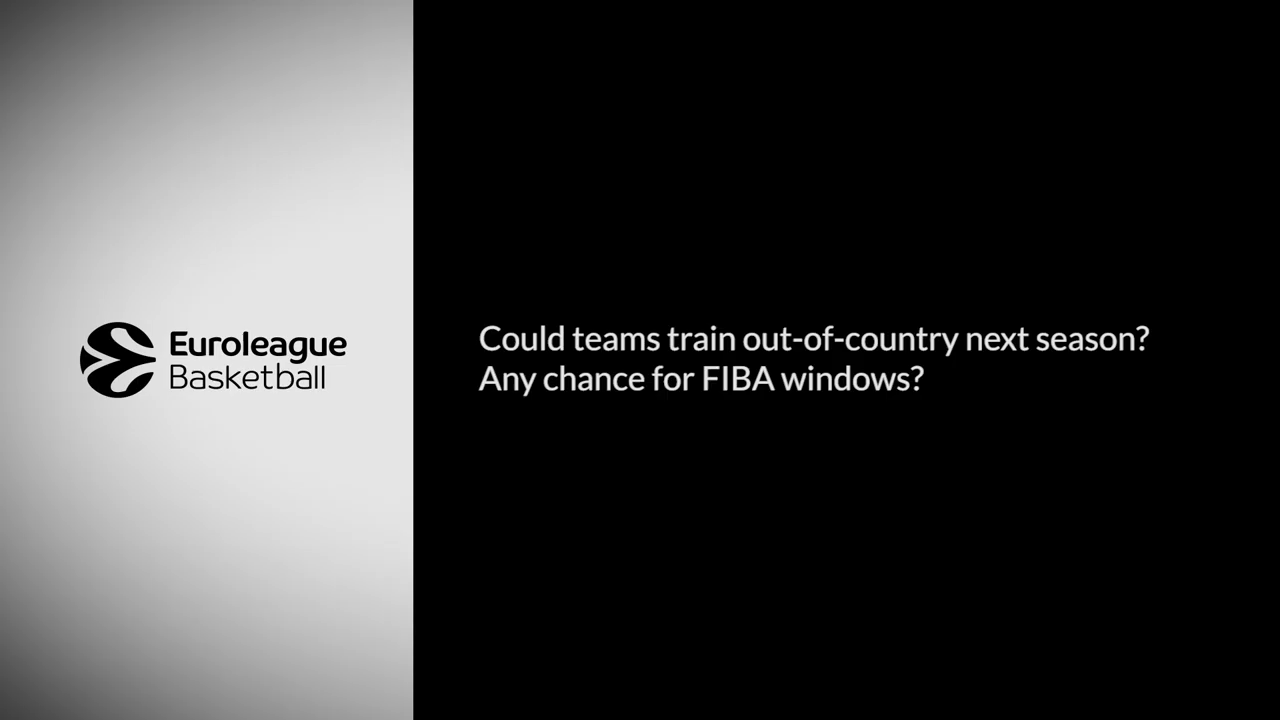 Euroleague
Basketball
Could teams train out-of-country next season?
Any chance for FIBA windows?